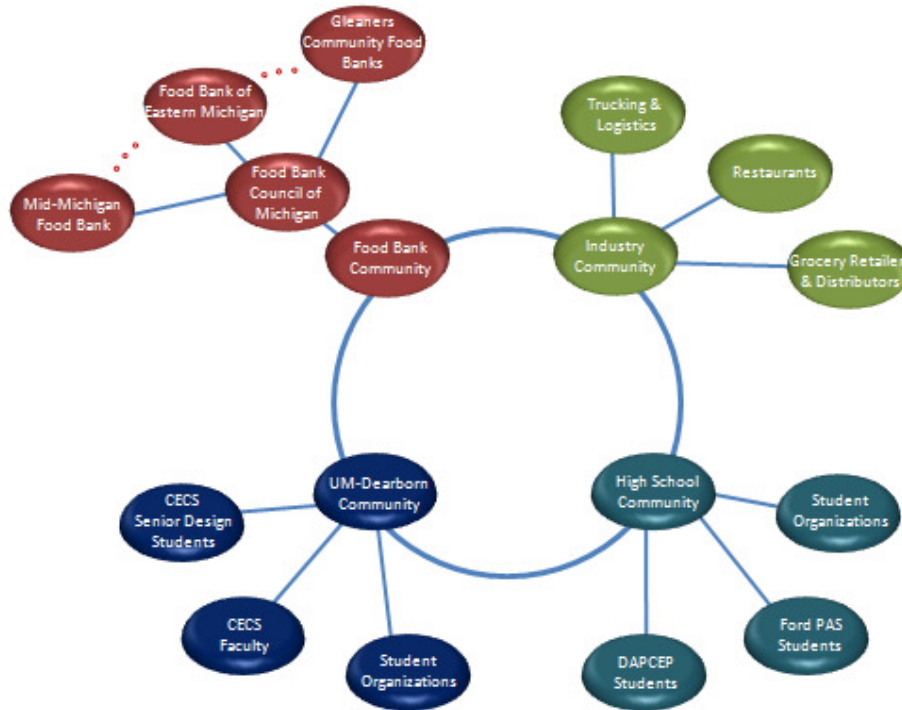 Gleaners
Community Food
Banks
Food Bank of
Eastern Michigan
Mid-Michigan
Food Bank
Food Bank
Council of
Michigan
Food Bank
Community
Trucking &
Logistics
Restaurants
Industry
Community
Grocery Retailer
& Distributors
UM-Dearborn
Community
CECS
Senior Design
Students
CECS
Faculty
Student
Organizations
High School
Community
Student
Organizations
Ford PAS
Students
DAPCEP
Students